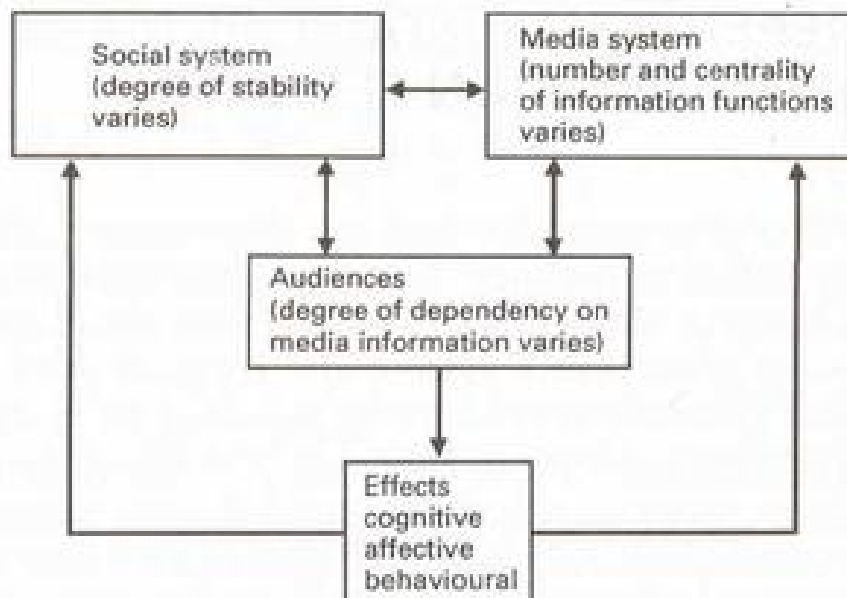 Social system
(degree of stability
varies)
Media system
(number and centrality
of information functions
varies)
Audiences
(degree of dependency on
media information varies)
Effects
cognitive
affective
behavioural